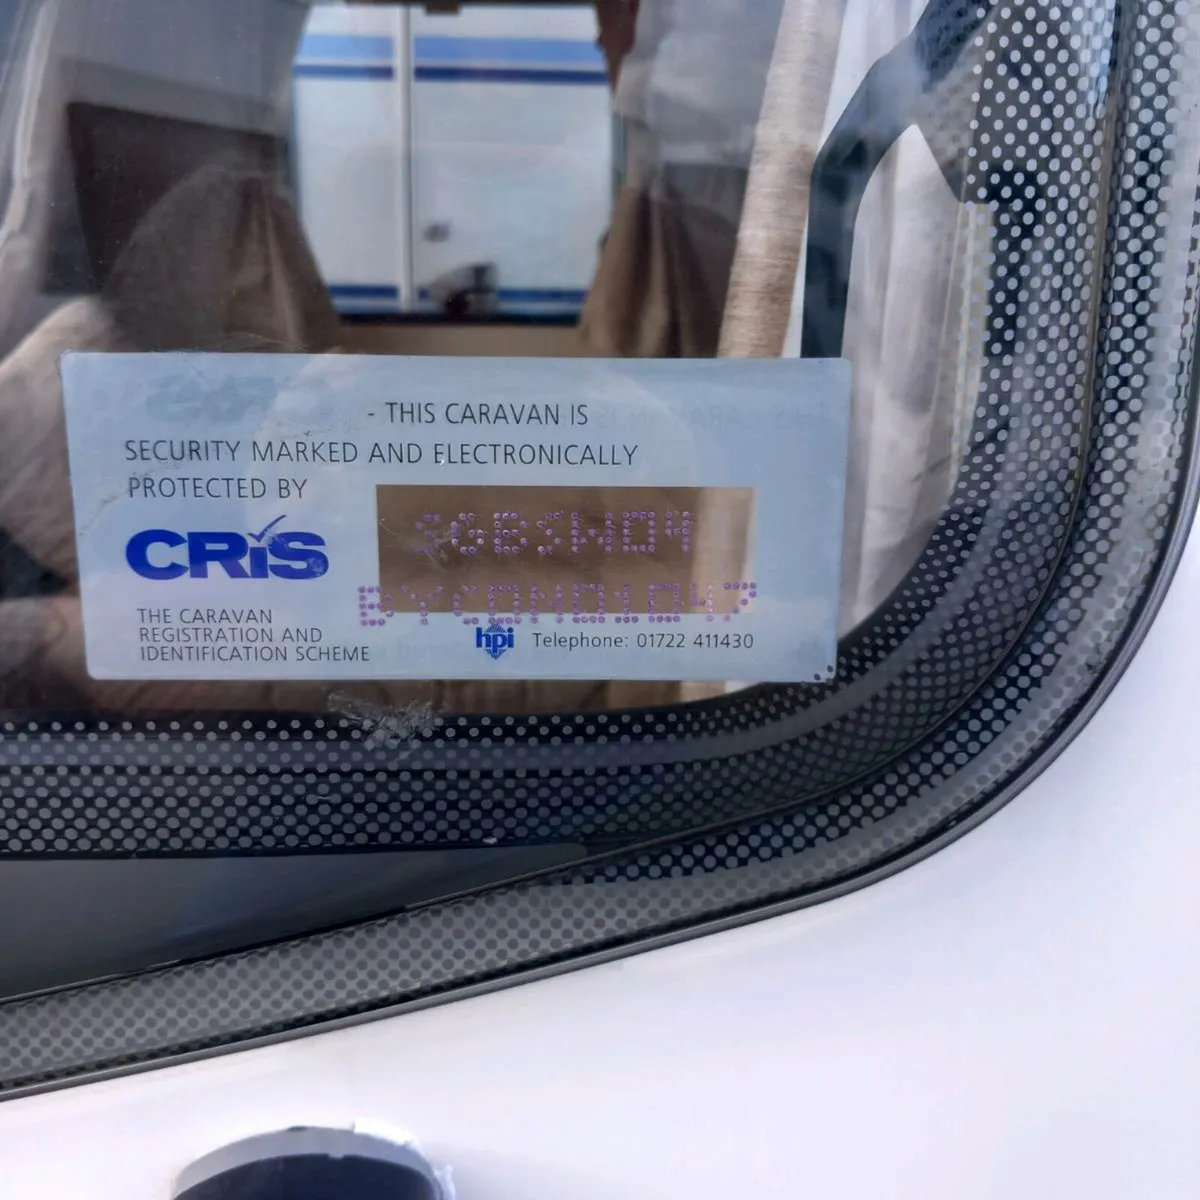 - THIS CARAVAN IS
SECURITY MARKED AND ELECTRONICALLY
PROTECTED BY
CRiS
THE CARAVAN
REGISTRATION AND
IDENTIFICATION SCHEME
hpi Telephone: 01722 411430